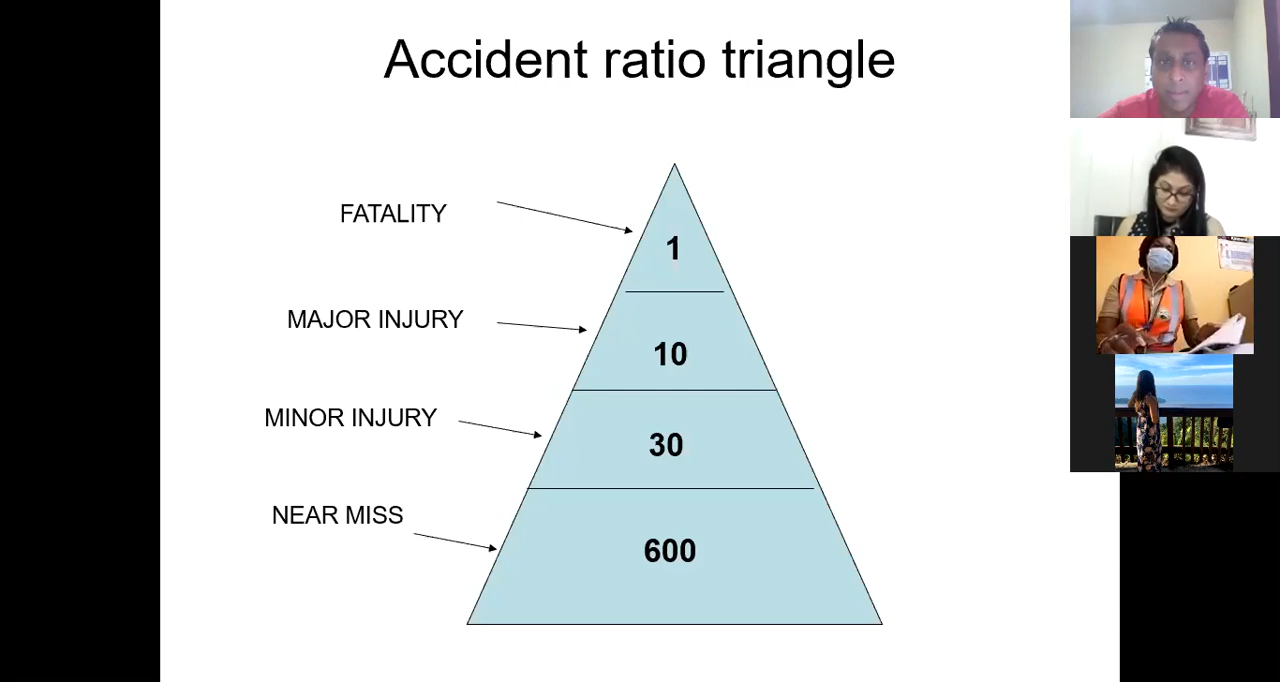 Accident ratio triangle
FATALITY
1
MAJOR INJURY
10
MINOR INJURY
30
NEAR MISS
600